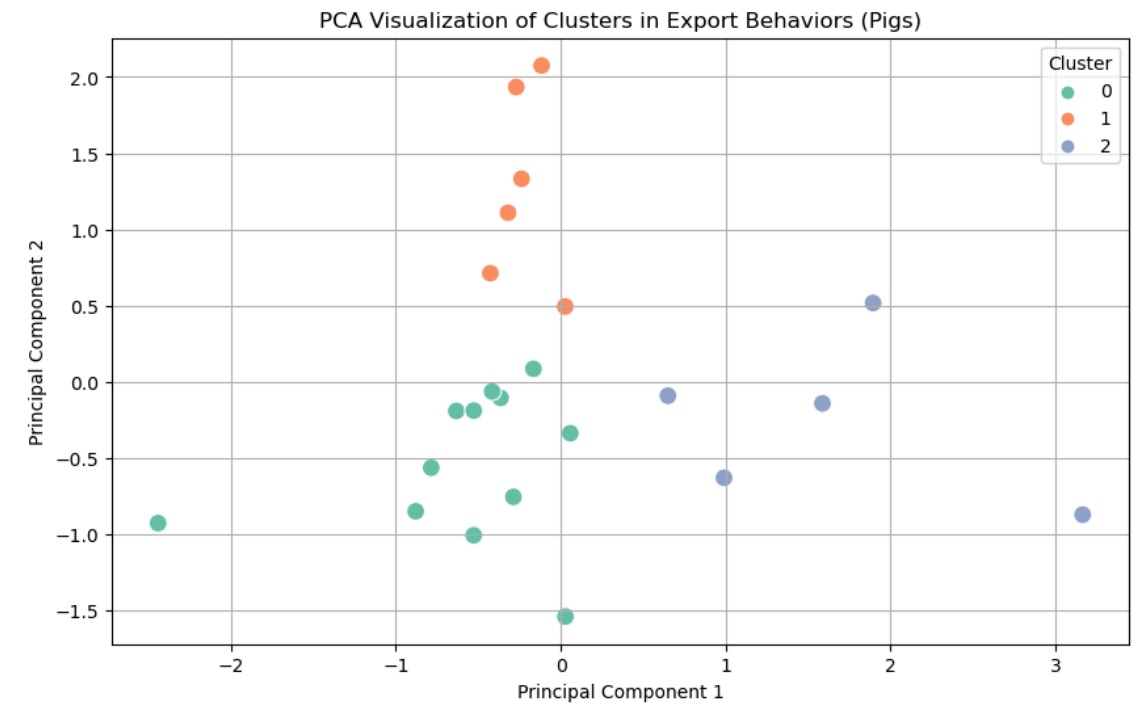 PCA Visualization of Clusters in Export Behaviors (Pigs)
Cluster
0
1
2
2.0
1.5
1.0
0.5
0.0
−0.5
−1.0
−1.5
Principal Component 2
−2 −1 0 1 2 3
Principal Component 1